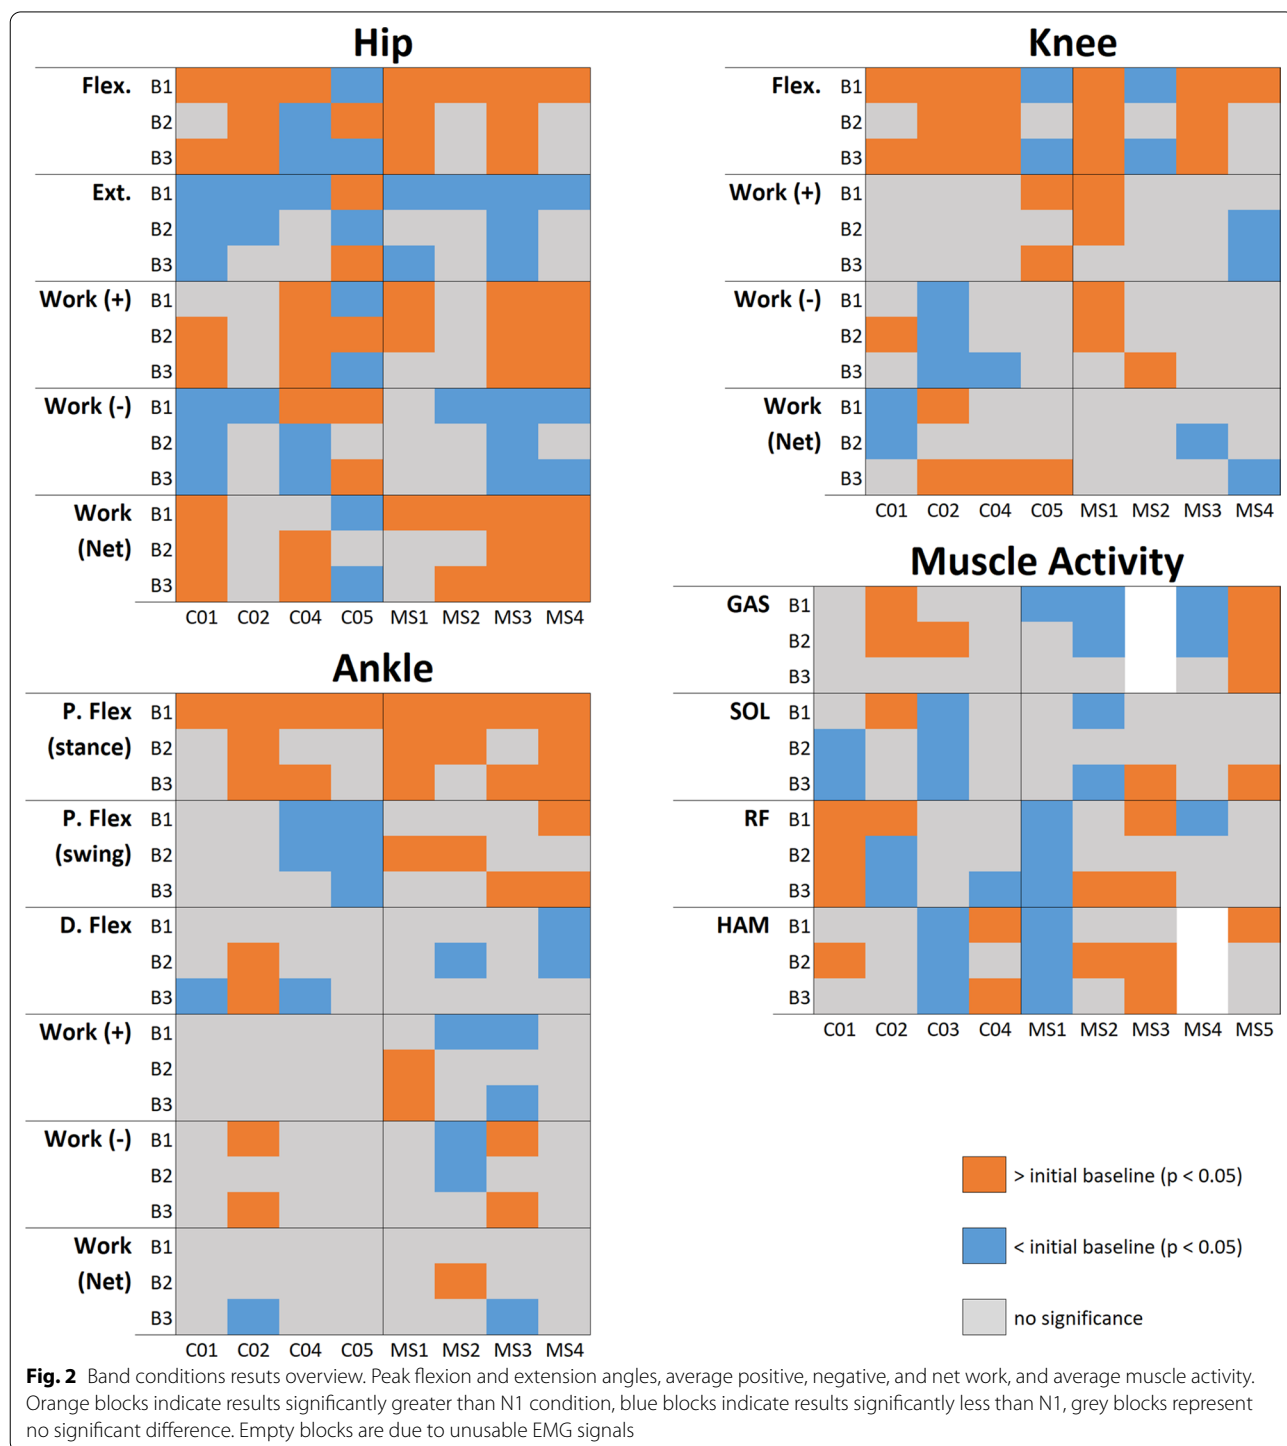 Hip
Flex. B1
B2
B3
Ext. B1
B2
B3
Work (+) B1
B2
B3
Work (-) B1
B2
B3
Work B1
(Net) B2
B3
C01 C02 C04 C05 MS1 MS2 MS3 MS4
Ankle
P. Flex B1
(stance) B2
B3
P. Flex B1
(swing) B2
B3
D. Flex B1
B2
B3
Work (+) B1
B2
B3
Work (-) B1
B2
B3
Work B1
(Net) B2
B3
C01 C02 C04 C05 MS1 MS2 MS3 MS4
Knee
Flex. B1
B2
B3
Work (+) B1
B2
B3
Work (-) B1
B2
B3
Work B1
(Net) B2
B3
C01 C02 C04 C05 MS1 MS2 MS3 MS4
Muscle Activity
GAS B1
B2
B3
SOL B1
B2
B3
RF B1
B2
B3
HAM B1
B2
B3
C01 C02 C03 C04 MS1 MS2 MS3 MS4 MS5
> initial baseline (p < 0.05)
< initial baseline (p < 0.05)
no significance
Fig. 2 Band conditions resuts overview. Peak flexion and extension angles, average positive, negative, and net work, and average muscle activity.
Orange blocks indicate results significantly greater than N1 condition, blue blocks indicate results significantly less than N1, grey blocks represent
no significant difference. Empty blocks are due to unusable EMG signals